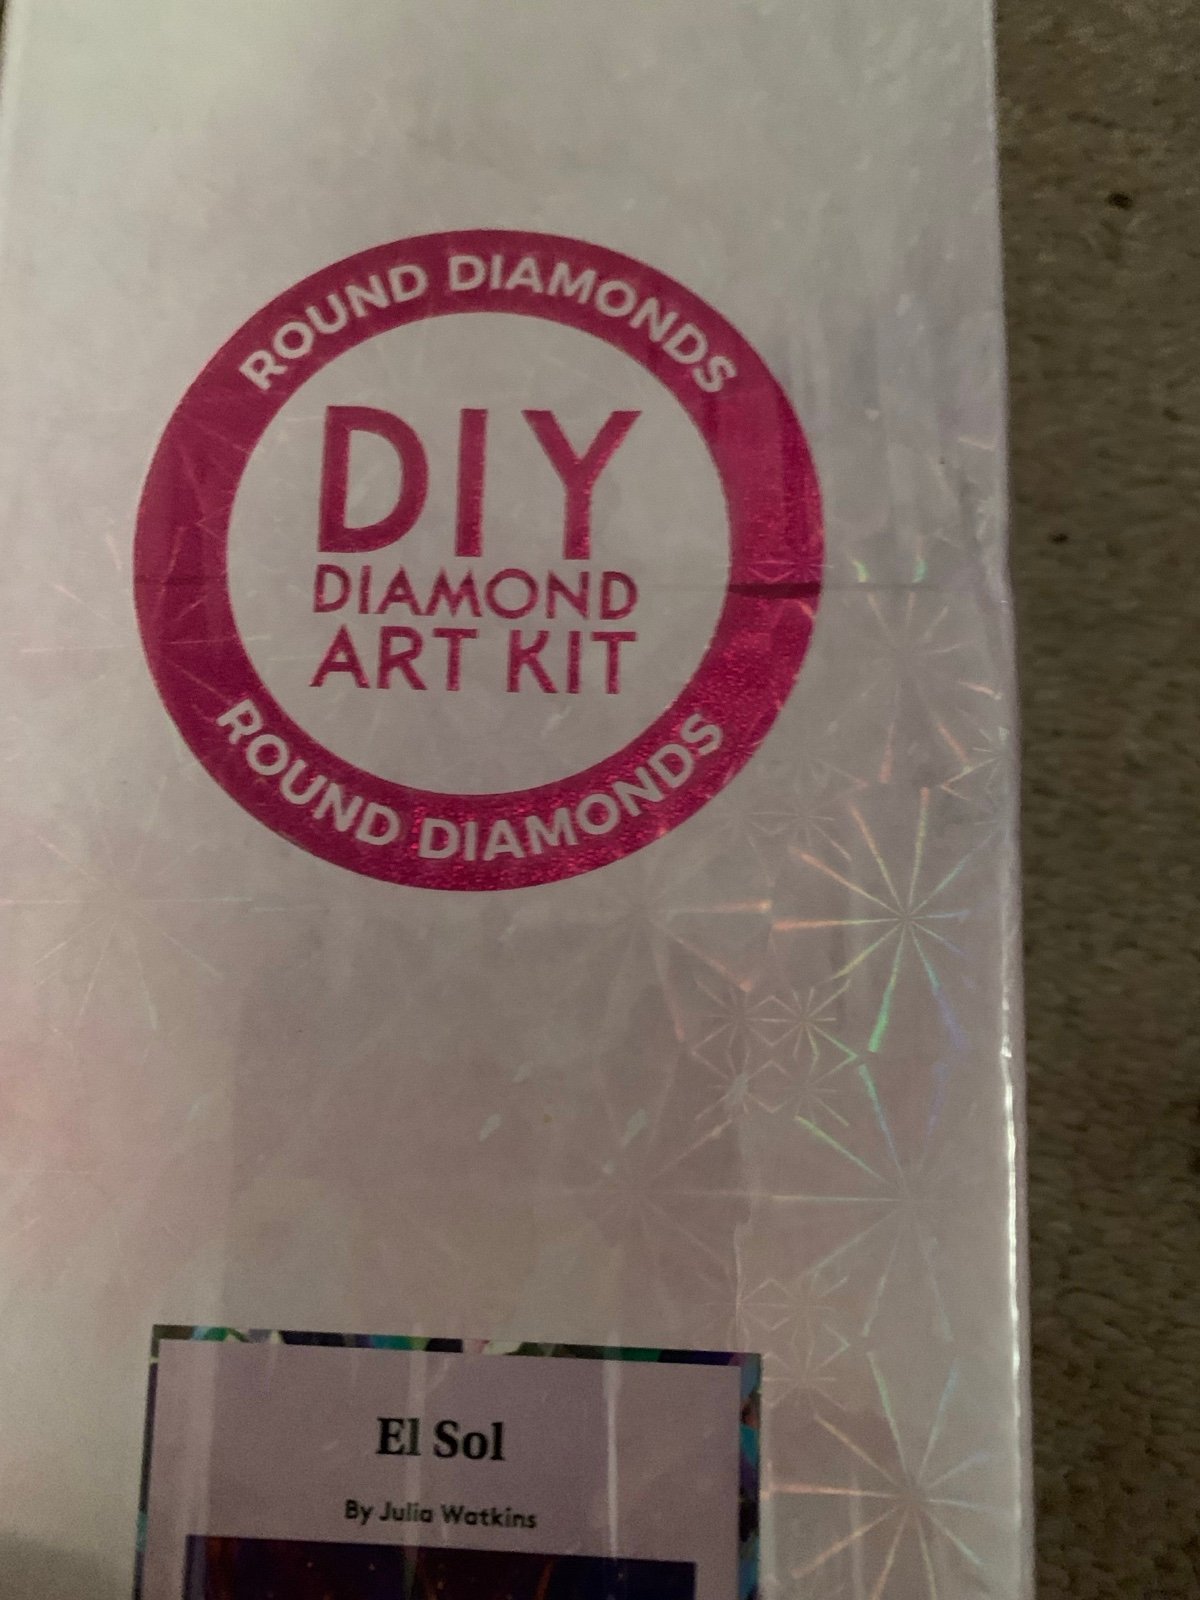 ROUND DIAMONDS
DIY
DIAMOND
ART KIT
ROUND DIAMONDS
El Sol
By Julia Watkins